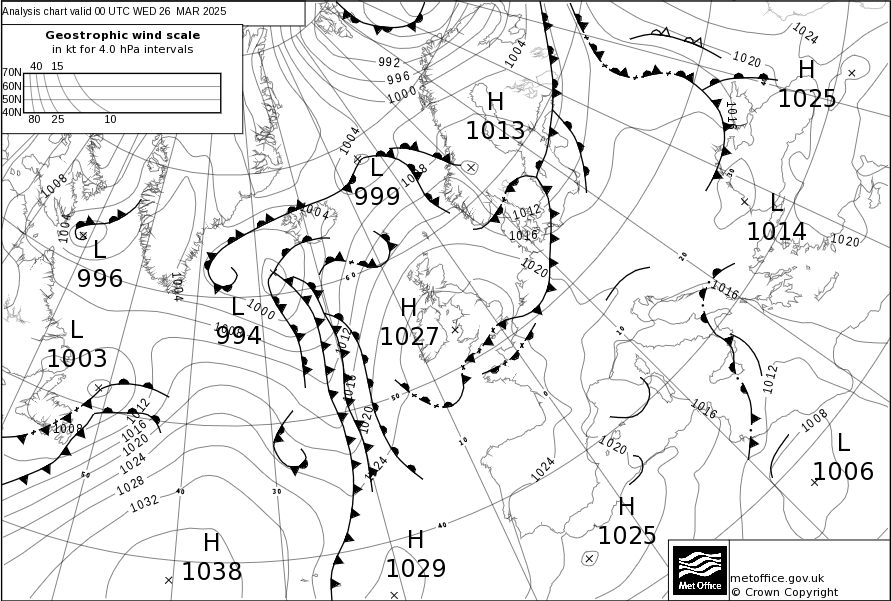 Analysis chart valid 00 UTC WED 26 MAR 2025
Geostrophic wind scale
in kt for 4.0 hPa intervals
40 15
70N
60N
50N
40N
80 25 10
992
996
1000
1004
1004
1024
1020
H
1025
H
1013
1016
L
999
1008
1008
1004
1004
L
996
1012
1016
L
1014
1020
1020
20
30
60
1004
1000
1008
L
994
H
1027
1016
L
1003
1012
10
1016
1012
1008
1012
1016
1020
1024
1028
1032
1020
1024
50
0
10
1016
1008
1020
1024
L
1006
50
40
30
40
H
1025
H
1038
H
1029
Met Office
metoffice.gov.uk
© Crown Copyright